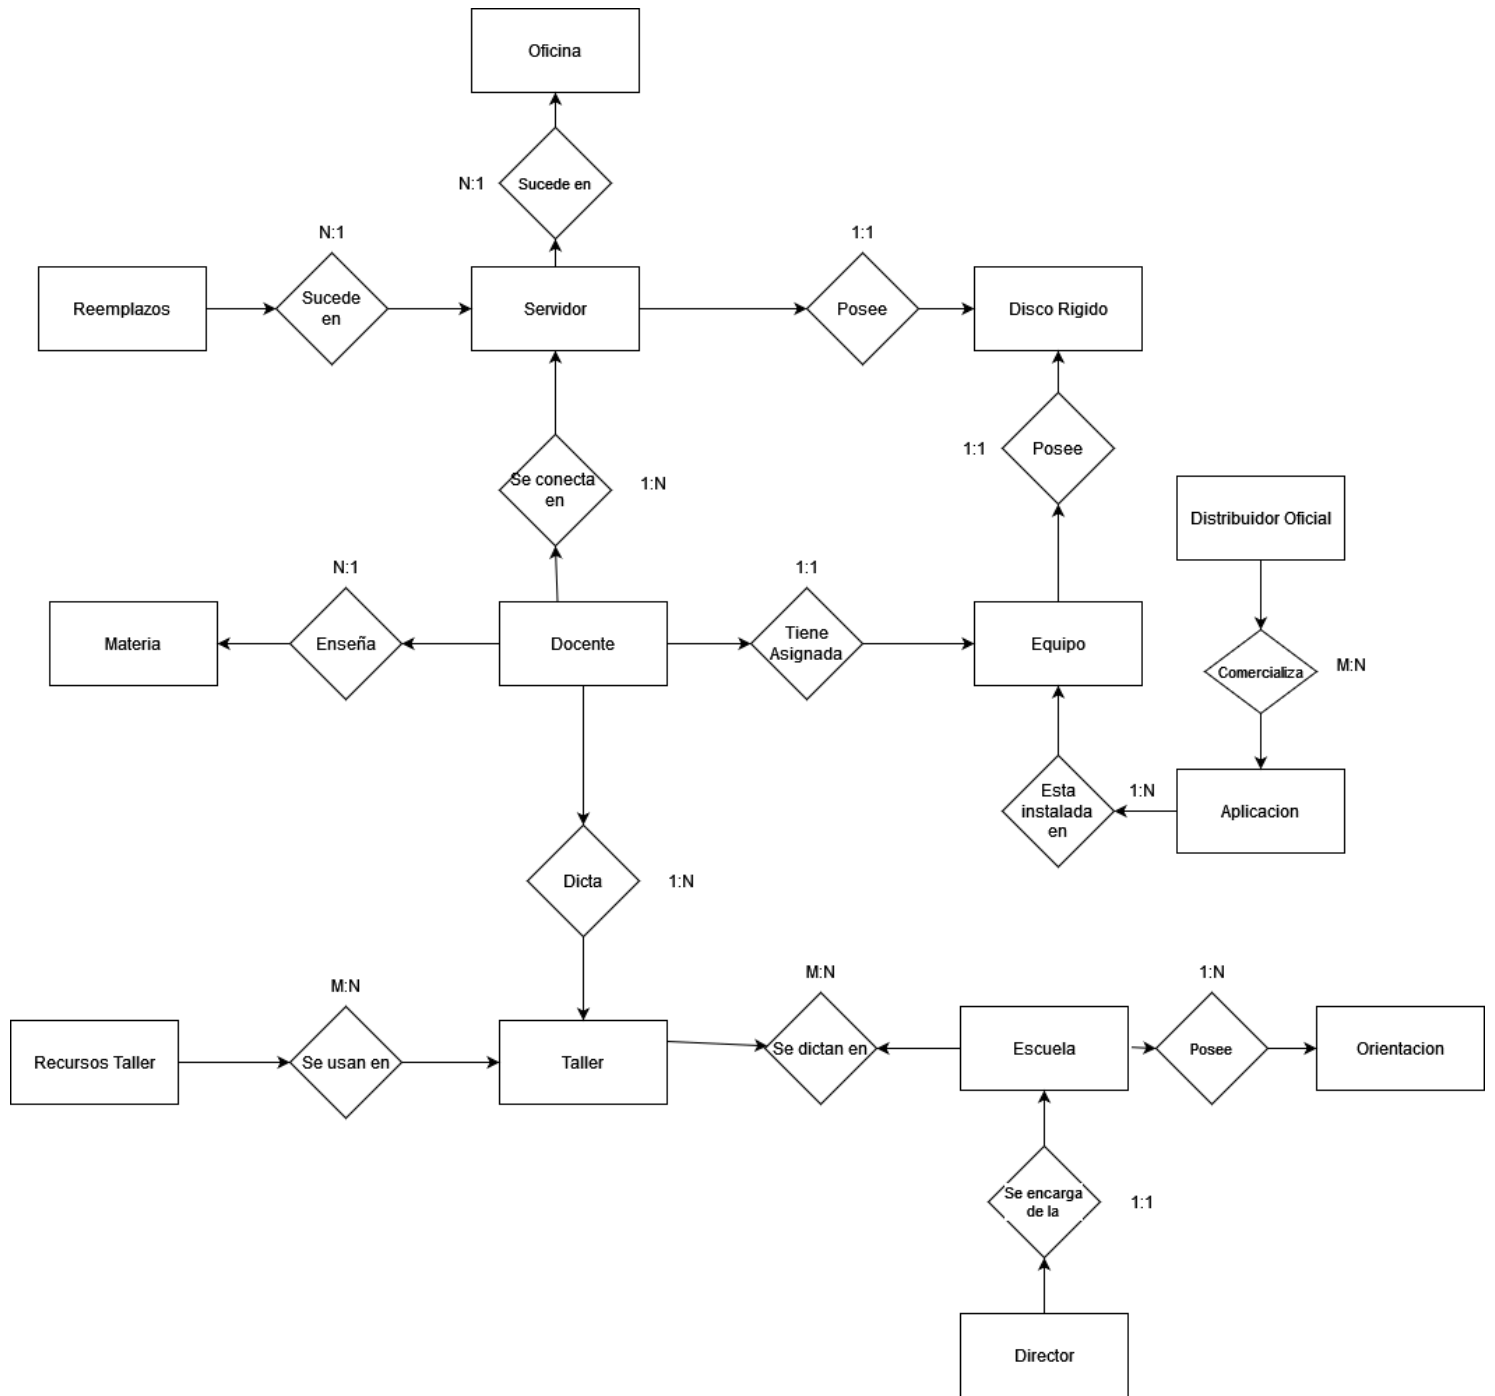 Oficina
N:1
Sucede en
N:1
1:1
Reemplazos
Sucede
en
Servidor
Posee
Disco Rigido
1:1
Posee
Se conecta
en
1:N
Distribuidor Oficial
N:1
1:1
Materia
Enseña
Docente
Tiene
Asignada
Equipo
Comercializa
M:N
Esta
instalada
en
1:N
Aplicacion
Dicta
1:N
M:N
M:N
1:N
Recursos Taller
Se usan en
Taller
Se dictan en
Escuela
Posee
Orientacion
Se encarga
de la
1:1
Director